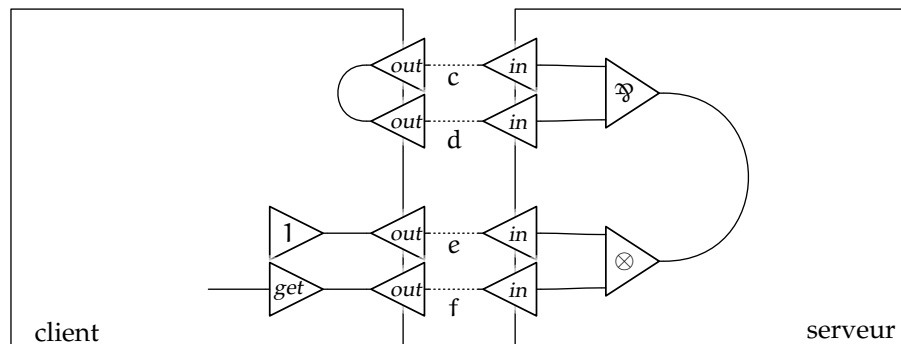 out c in ⅋
out d in
1 out e in ⊗
get out f in
client serveur